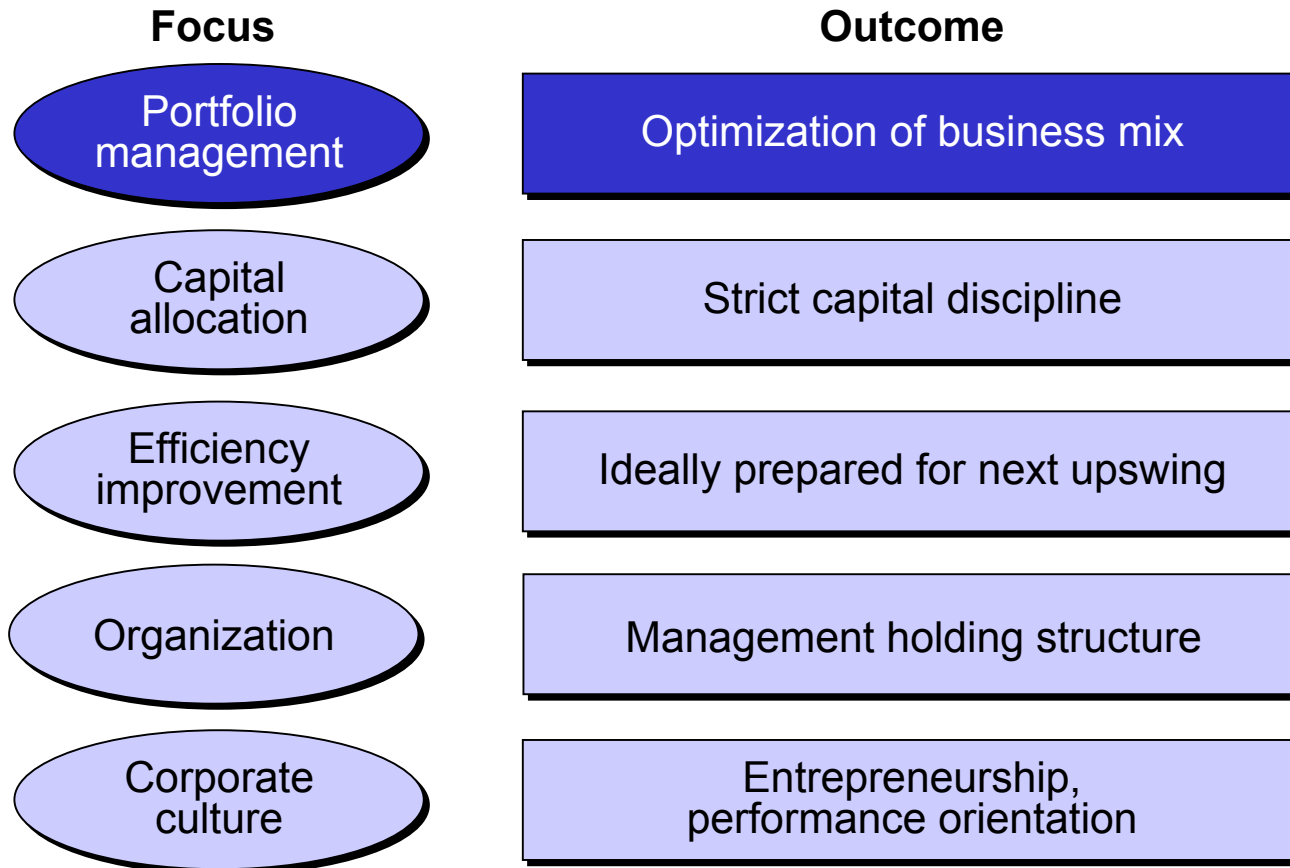 Focus
Outcome
Portfolio
management
Optimization of business mix
Capital
allocation
Strict capital discipline
Efficiency
improvement
Ideally prepared for next upswing
Organization
Management holding structure
Corporate
culture
Entrepreneurship,
performance orientation